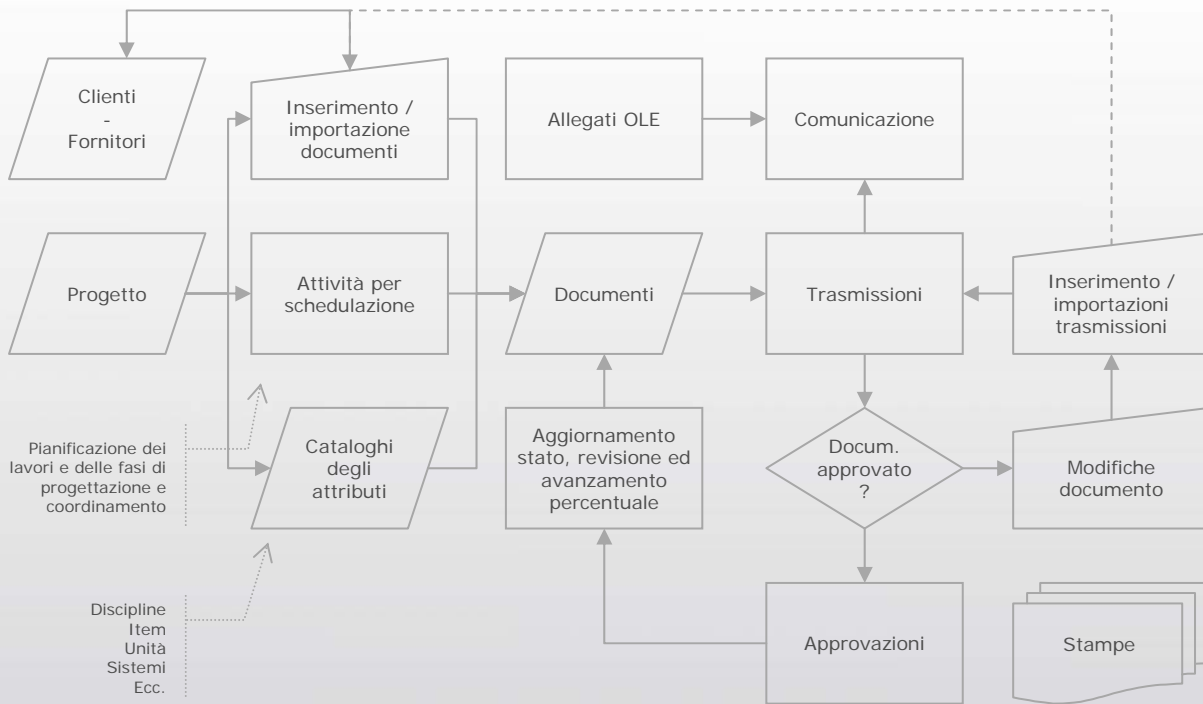 Clienti
-
Fornitori
Inserimento /
importazione
documenti
Allegati OLE
Comunicazione
Progetto
Attività per
schedulazione
Documenti
Trasmissioni
Inserimento /
importazioni
trasmissioni
Pianificazione dei
lavori e delle fasi di
progettazione e
coordinamento
Cataloghi
degli
attributi
Aggiornamento
stato, revisione ed
avanzamento
percentuale
Docum.
approvato
?
Modifiche
documento
Discipline
Item
Unità
Sistemi
Ecc.
Approvazioni
Stampe